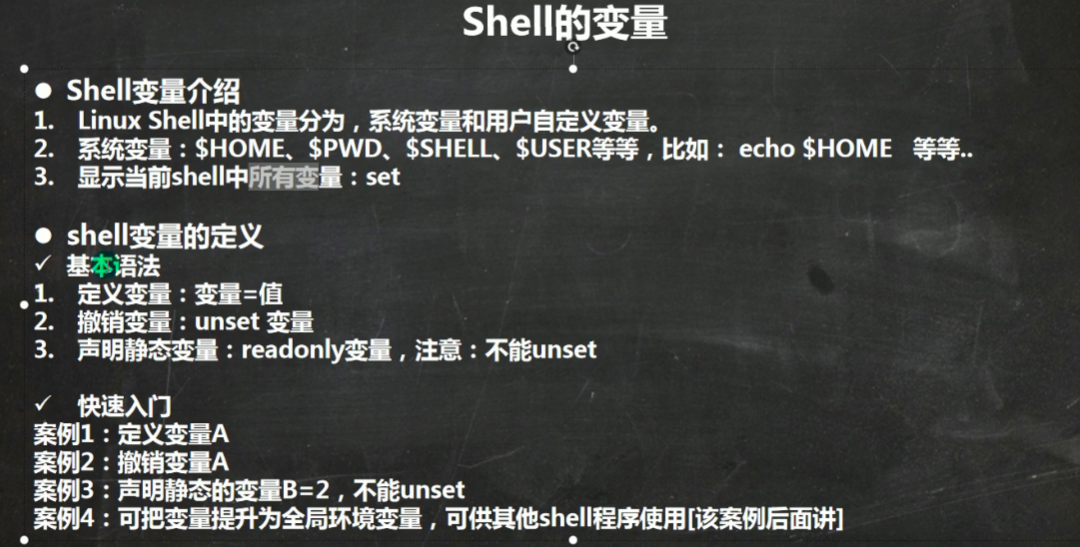 Shell的变量
● Shell变量介绍
1. Linux Shell中的变量分为，系统变量和用户自定义变量。
2. 系统变量：$HOME、$PWD、$SHELL、$USER等等，比如： echo $HOME 等等..
3. 显示当前shell中所有变量：set
● shell变量的定义
✓ 基本语法
1. 定义变量：变量=值
2. 撤销变量：unset 变量
3. 声明静态变量：readonly变量，注意：不能unset
✓ 快速入门
案例1：定义变量A
案例2：撤销变量A
案例3：声明静态的变量B=2，不能unset
案例4：可把变量提升为全局环境变量，可供其他shell程序使用[该案例后面讲]